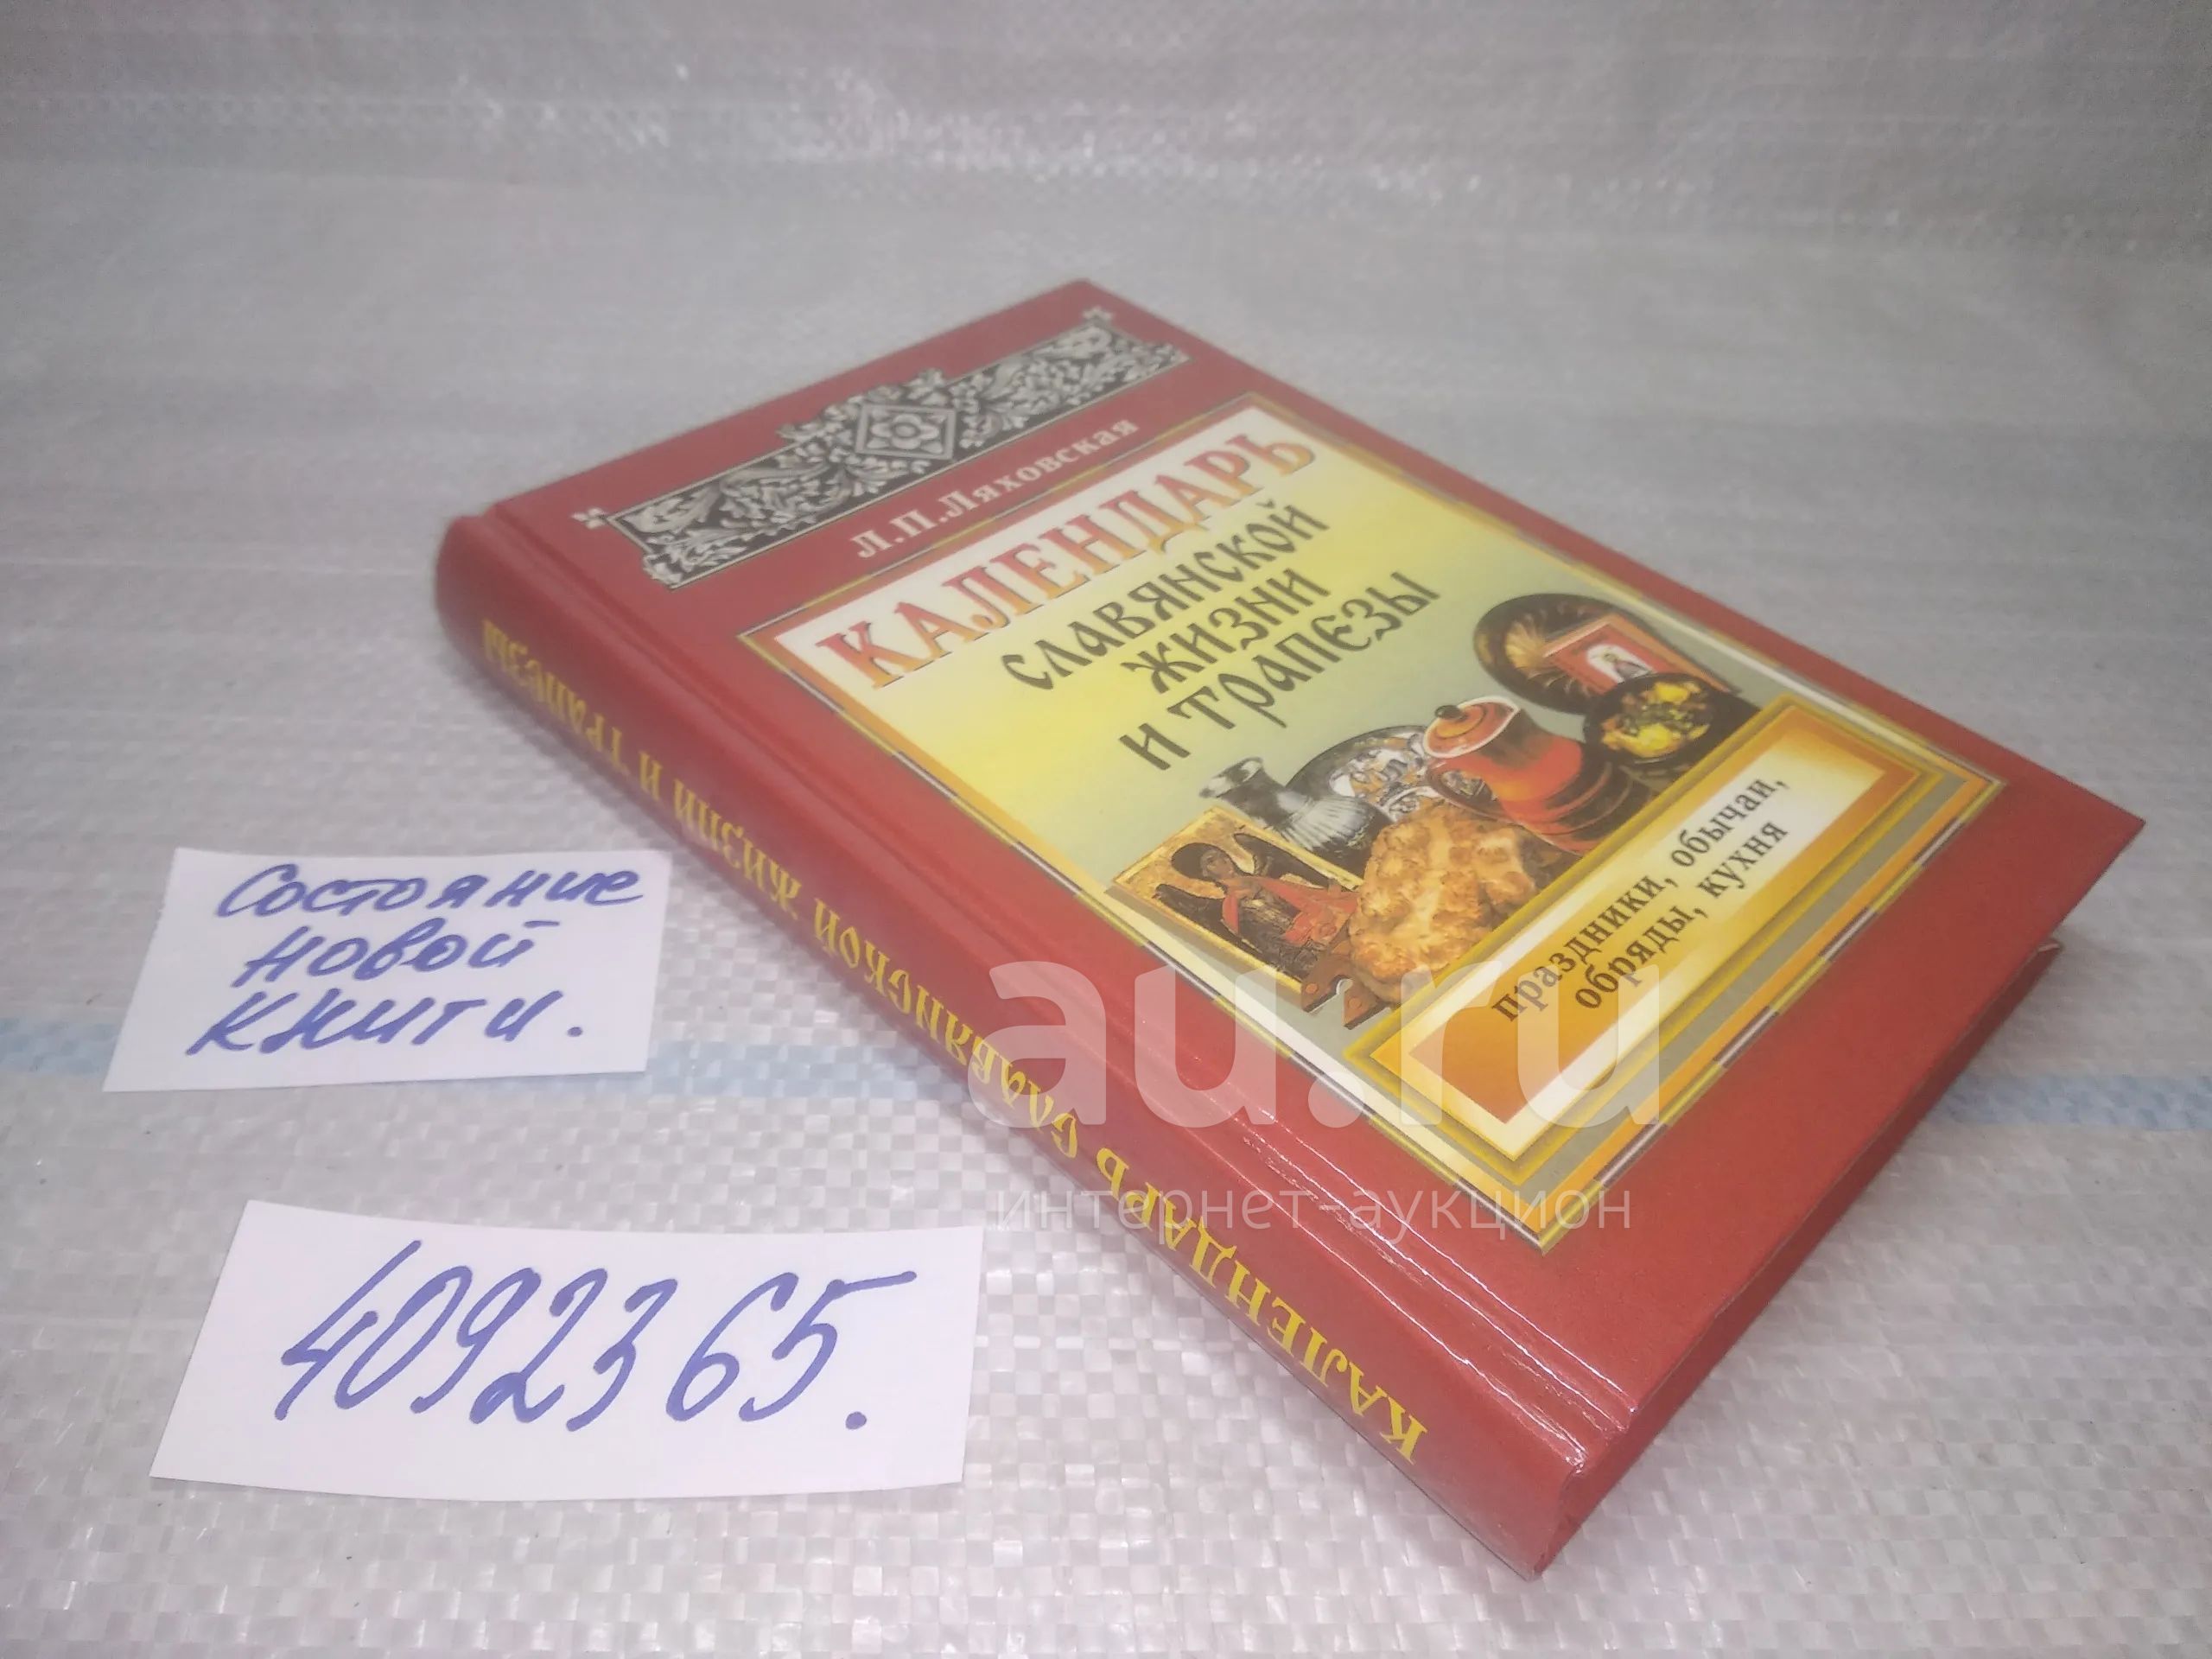 Л.П.Ляховская
КАЛЕНДАРЬ
СЛАВЯНСКОЙ
ЖИЗНИ
И ТРАПЕЗЫ
праздники, обычаи,
обряды, кухня
КАЛЕНДАРЬ СЛАВЯНСКОЙ ЖИЗНИ И ТРАПЕЗЫ
Состояние
новой
книги.
4092365.
au.ru
интернет-аукцион